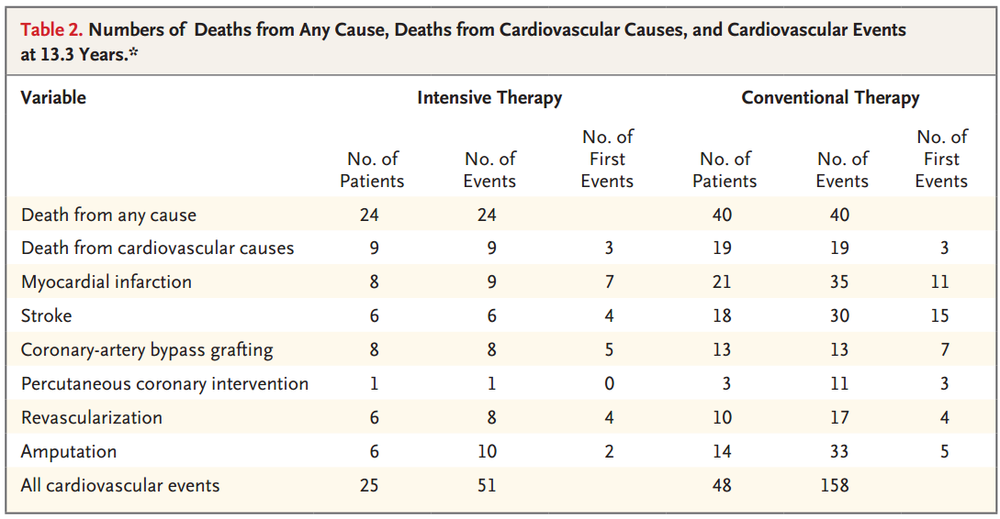 Table 2. Numbers of Deaths from Any Cause, Deaths from Cardiovascular Causes, and Cardiovascular Events
at 13.3 Years.*
Variable Intensive Therapy Conventional Therapy
No. of Patients No. of Events No. of First Events No. of Patients No. of Events No. of First Events
Death from any cause 24 24 40 40
Death from cardiovascular causes 9 9 3 19 19 3
Myocardial infarction 8 9 7 21 35 11
Stroke 6 6 4 18 30 15
Coronary-artery bypass grafting 8 8 5 13 13 7
Percutaneous coronary intervention 1 1 0 3 11 3
Revascularization 6 8 4 10 17 4
Amputation 6 10 2 14 33 5
All cardiovascular events 25 51 48 158